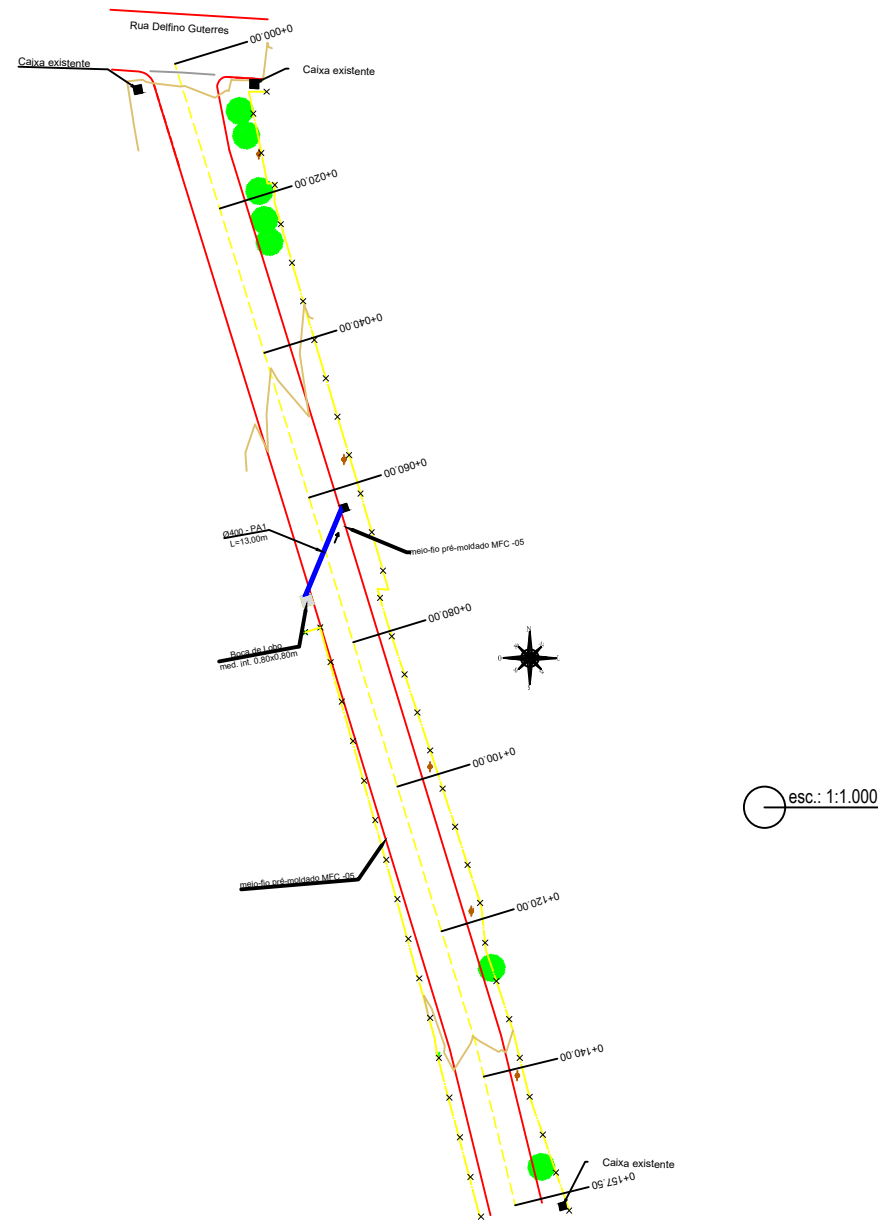 Rua Delfino Guterres
0+000.00
Caixa existente
Caixa existente
0+020.00
0+040.00
0+060.00
Ø400 - PA1
L=13.00m
meio-fio pré-moldado MFC -05
0+080.00
Boca de Lobo
med. int. 0,80x0,80m
N
O
L
S
0+100.00
esc.: 1:1.000
meio-fio pré-moldado MFC -05
0+120.00
0+140.00
Caixa existente
0+157.50